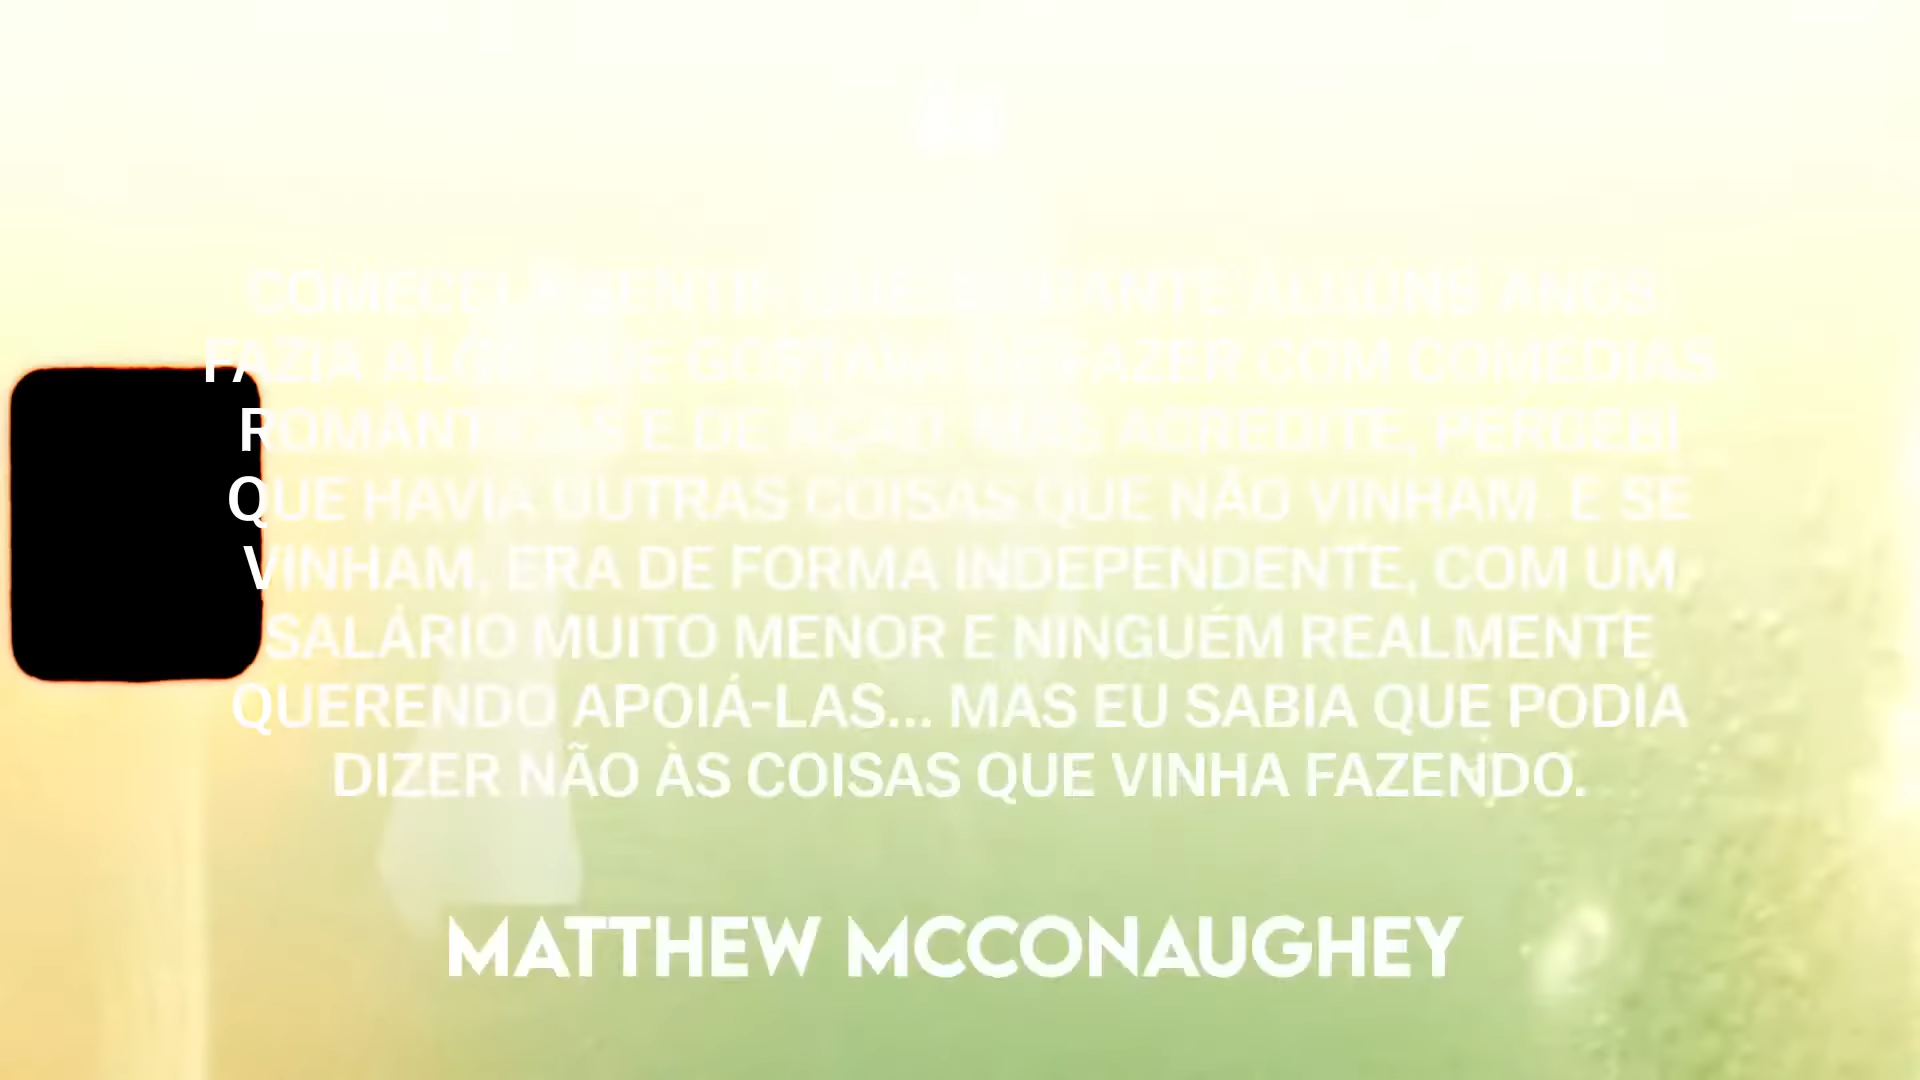 COMECEI A SENTIR QUE DURANTE ALGUNS ANOS
FAZIA ALGO QUE GOSTAVA DE FAZER COM COMÉDIAS
ROMÂNTICAS E DE AÇÃO. MAS ACREDITE, PERCEBI
QUE HAVIA OUTRAS COISAS QUE NÃO VINHAM. E SE
VINHAM, ERA DE FORMA INDEPENDENTE, COM UM
SALÁRIO MUITO MENOR E NINGUÉM REALMENTE
QUERENDO APOIÁ-LAS... MAS EU SABIA QUE PODIA
DIZER NÃO ÀS COISAS QUE VINHA FAZENDO.
MATTHEW MCCONAUGHEY